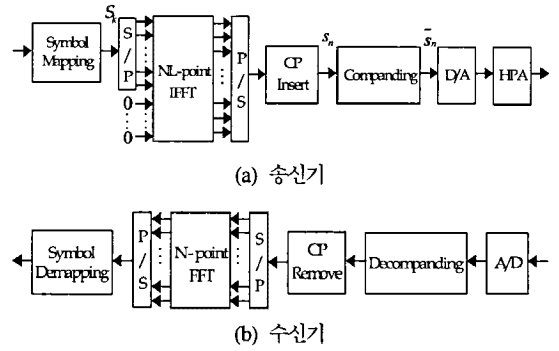 Symbol Mapping
S_k
S / P
0
0
NL-point IFFT
P / S
CP Insert
s_n
Companding
s̄_n
D/A
HPA
(a) 송신기
Symbol Demapping
P / S
N-point FFT
S / P
CP Remove
Decompanding
A/D
(b) 수신기